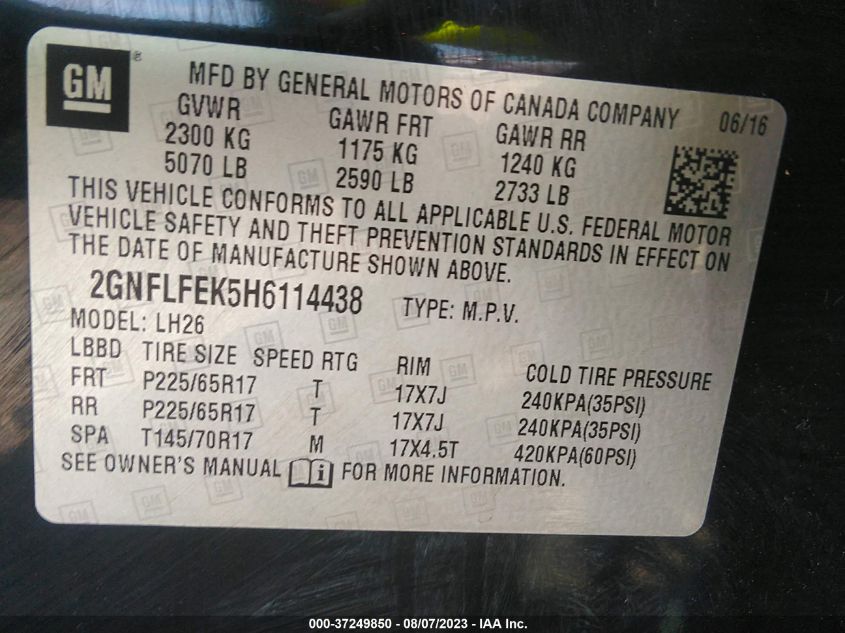 GM ®
MFD BY GENERAL MOTORS OF CANADA COMPANY 06/16
GVWR GAWR FRT GAWR RR
2300 KG 1175 KG 1240 KG
5070 LB 2590 LB 2733 LB
THIS VEHICLE CONFORMS TO ALL APPLICABLE U.S. FEDERAL MOTOR
VEHICLE SAFETY AND THEFT PREVENTION STANDARDS IN EFFECT ON
THE DATE OF MANUFACTURE SHOWN ABOVE.
2GNFLFEK5H6114438 TYPE: M.P.V.
MODEL: LH26
LBBD TIRE SIZE SPEED RTG RIM COLD TIRE PRESSURE
FRT P225/65R17 T 17X7J 240KPA(35PSI)
RR P225/65R17 T 17X7J 240KPA(35PSI)
SPA T145/70R17 M 17X4.5T 420KPA(60PSI)
SEE OWNER'S MANUAL i FOR MORE INFORMATION.
000-37249850 - 08/07/2023 - IAA Inc.